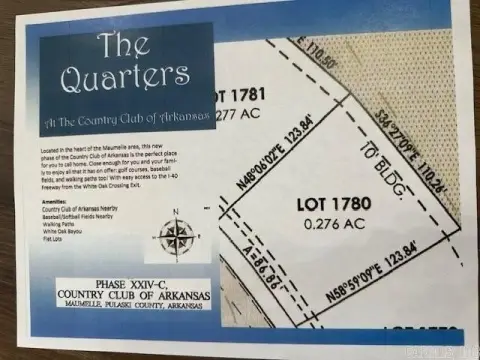 The
Quarters
At The Country Club of Arkansas
Located in the heart of the Maumelle area, this new
phase of the Country Club of Arkansas is the perfect place
for you to call home. Close enough for you and your fami-
ly to enjoy all that it has to offer: golf courses, baseball
fields, and walking paths too! With easy access to the I-40
Freeway from the White Oak Crossing Exit.
Amenities:
Country Club of Arkansas Nearby
Baseball/Softball Fields Nearby
Walking Paths
White Oak Bayou
Flat Lots
N
PHASE XXIV-C,
COUNTRY CLUB OF ARKANSAS
MAUMELLE, PULASKI COUNTY, ARKANSAS
E 110.50'
OT 1781
277 AC
N48°06'02"E 123.84'
S36°27'09"E 110.26'
10' BLDG.
LOT 1780
0.276 AC
A=86.86'
N58°59'09"E 123.84'